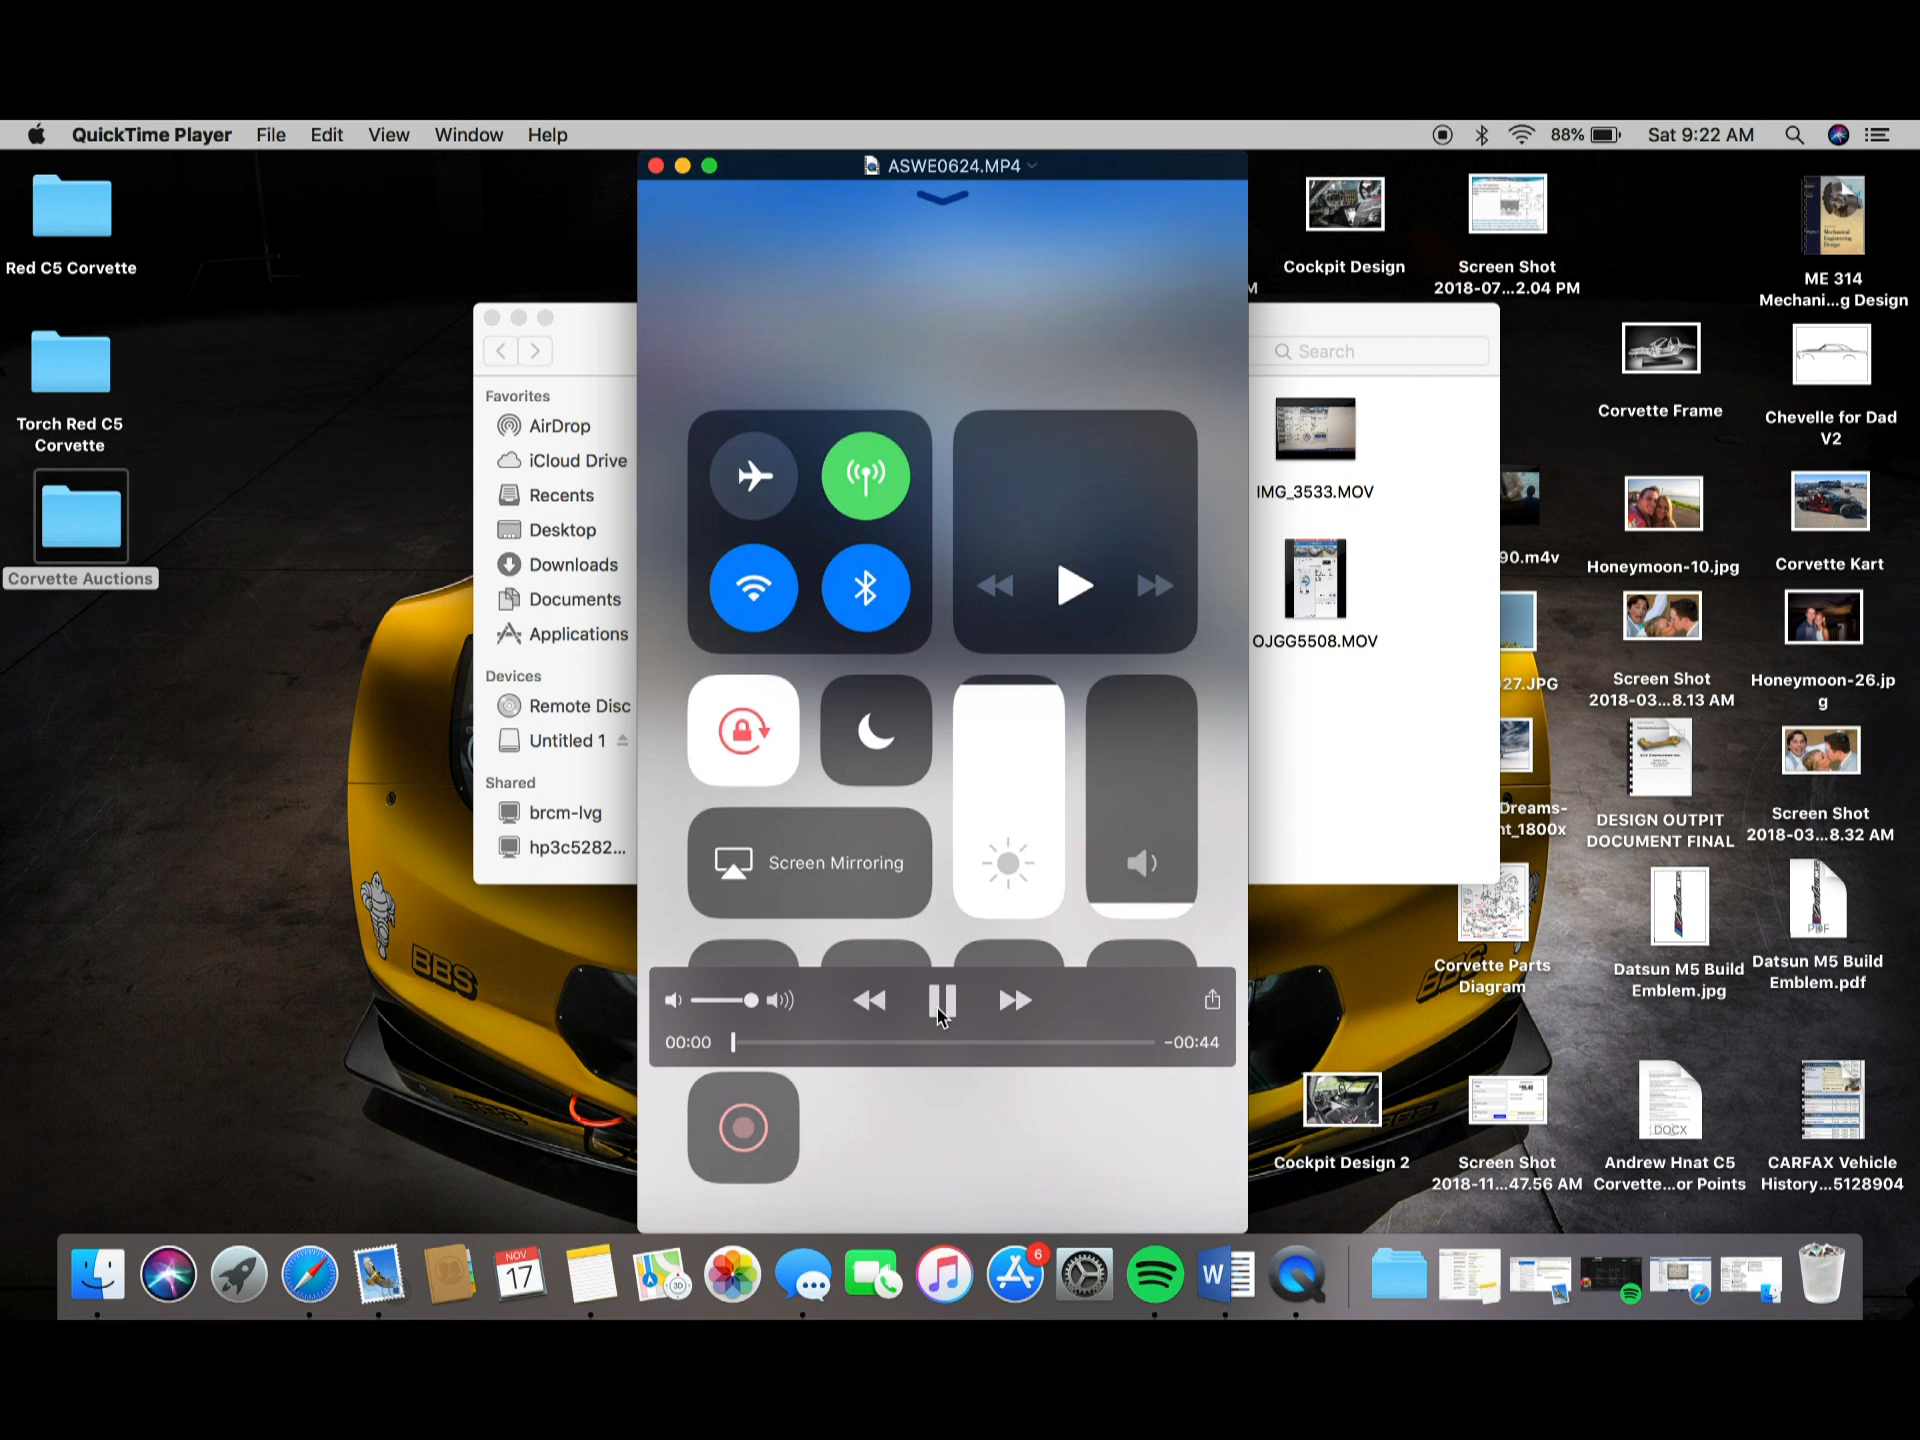 QuickTime Player File Edit View Window Help
88% Sat 9:22 AM
ASWE0624.MP4
Red C5 Corvette
Torch Red C5
Corvette
Corvette Auctions
Search
Favorites
AirDrop
iCloud Drive
Recents
Desktop
Downloads
Documents
Applications
Devices
Remote Disc
Untitled 1
Shared
brcm-lvg
hp3c5282...
Screen Mirroring
00:00
-00:44
IMG_3533.MOV
OJGG5508.MOV
Cockpit Design
Screen Shot
2018-07...2.04 PM
ME 314
Mechani...g Design
Corvette Frame
Chevelle for Dad
V2
90.m4v
Honeymoon-10.jpg
Corvette Kart
27.JPG
Screen Shot
2018-03...8.13 AM
Honeymoon-26.jp
g
Dreams-
nt_1800x
DESIGN OUTPIT
DOCUMENT FINAL
Screen Shot
2018-03...8.32 AM
Corvette Parts
Diagram
Datsun M5 Build
Emblem.jpg
PDF
Datsun M5 Build
Emblem.pdf
Cockpit Design 2
Screen Shot
2018-11...47.56 AM
DOCX
Andrew Hnat C5
Corvette...or Points
CARFAX Vehicle
History...5128904
BBS
BBS
NOV
17
3D
6
W